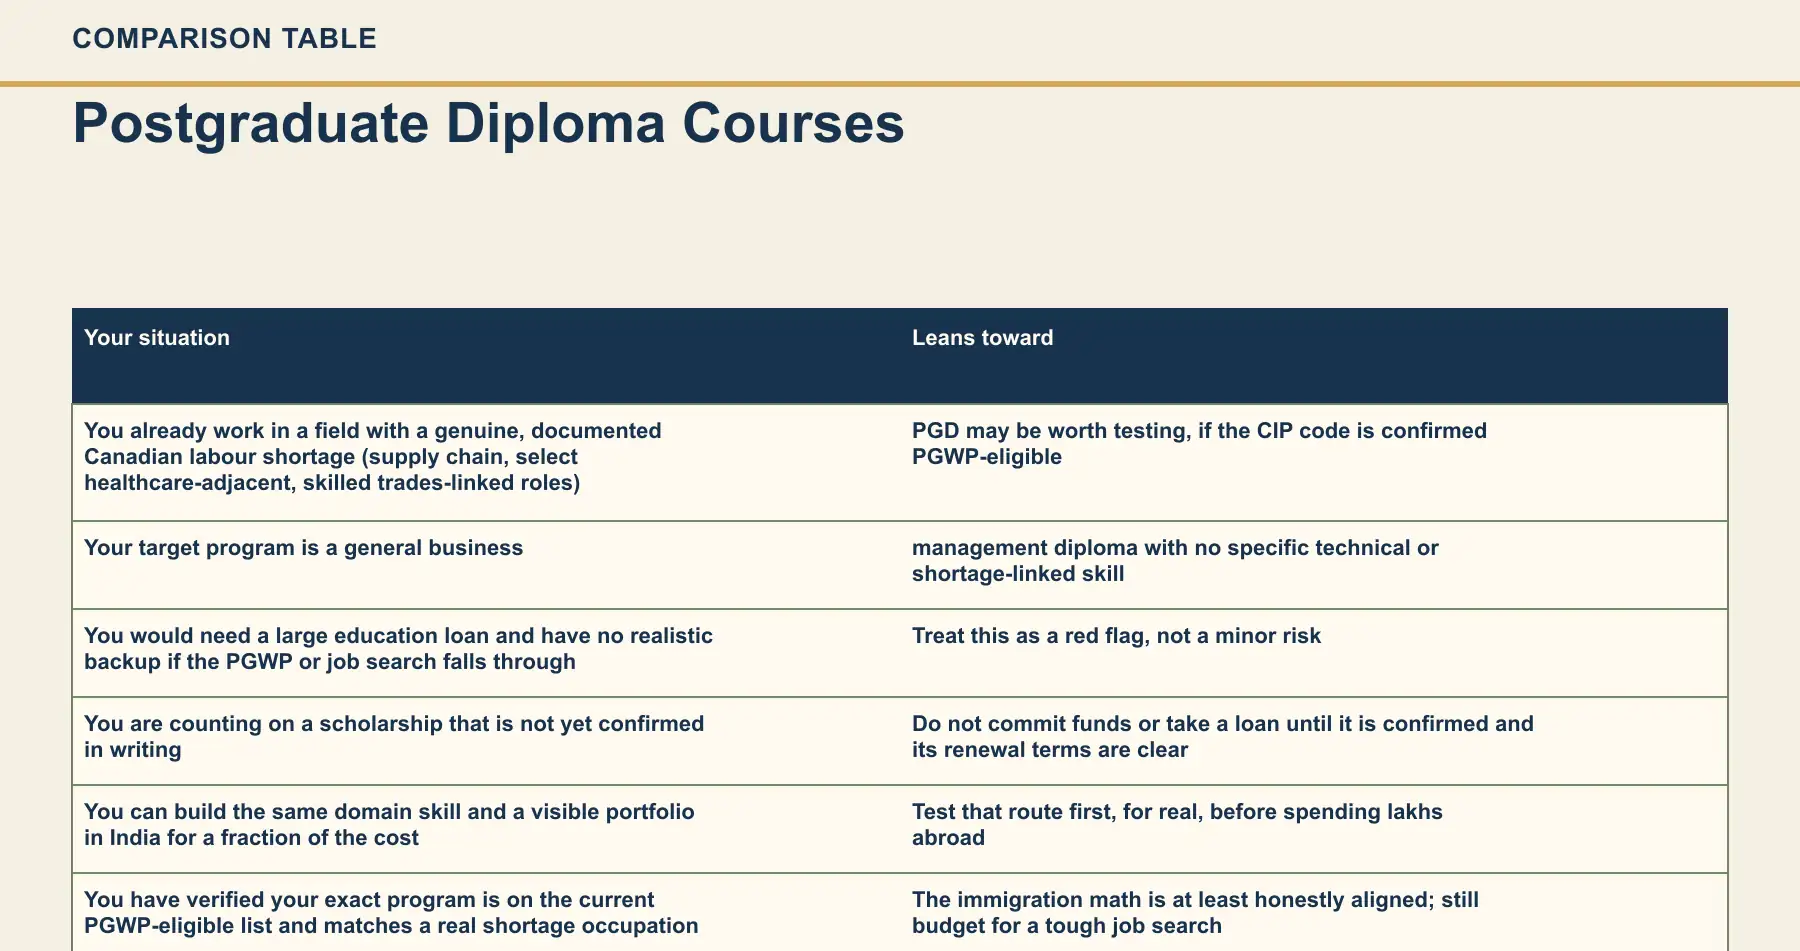 COMPARISON TABLE
Postgraduate Diploma Courses
Your situation
Leans toward
You already work in a field with a genuine, documented
Canadian labour shortage (supply chain, select
healthcare-adjacent, skilled trades-linked roles)
PGD may be worth testing, if the CIP code is confirmed
PGWP-eligible
Your target program is a general business
management diploma with no specific technical or
shortage-linked skill
You would need a large education loan and have no realistic
backup if the PGWP or job search falls through
Treat this as a red flag, not a minor risk
You are counting on a scholarship that is not yet confirmed
in writing
Do not commit funds or take a loan until it is confirmed and
its renewal terms are clear
You can build the same domain skill and a visible portfolio
in India for a fraction of the cost
Test that route first, for real, before spending lakhs
abroad
You have verified your exact program is on the current
PGWP-eligible list and matches a real shortage occupation
The immigration math is at least honestly aligned; still
budget for a tough job search